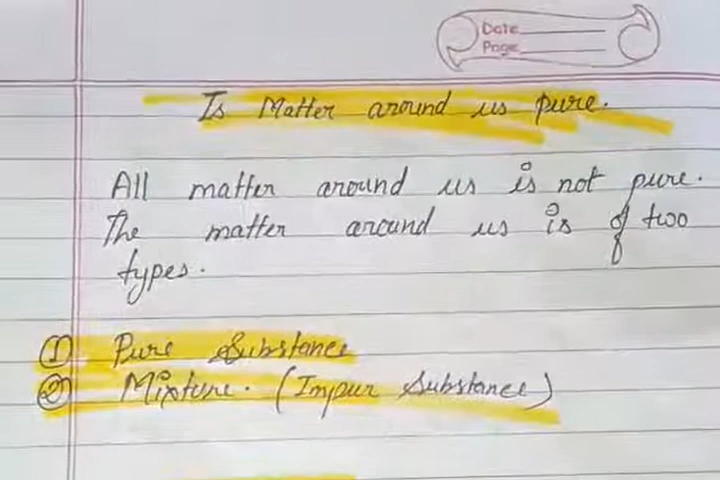 Date
Page
Is Matter around us pure.
All matter around us is not pure.
The matter around us is of two
types.
① Pure Substance
② Mixture. (Impur Substance)